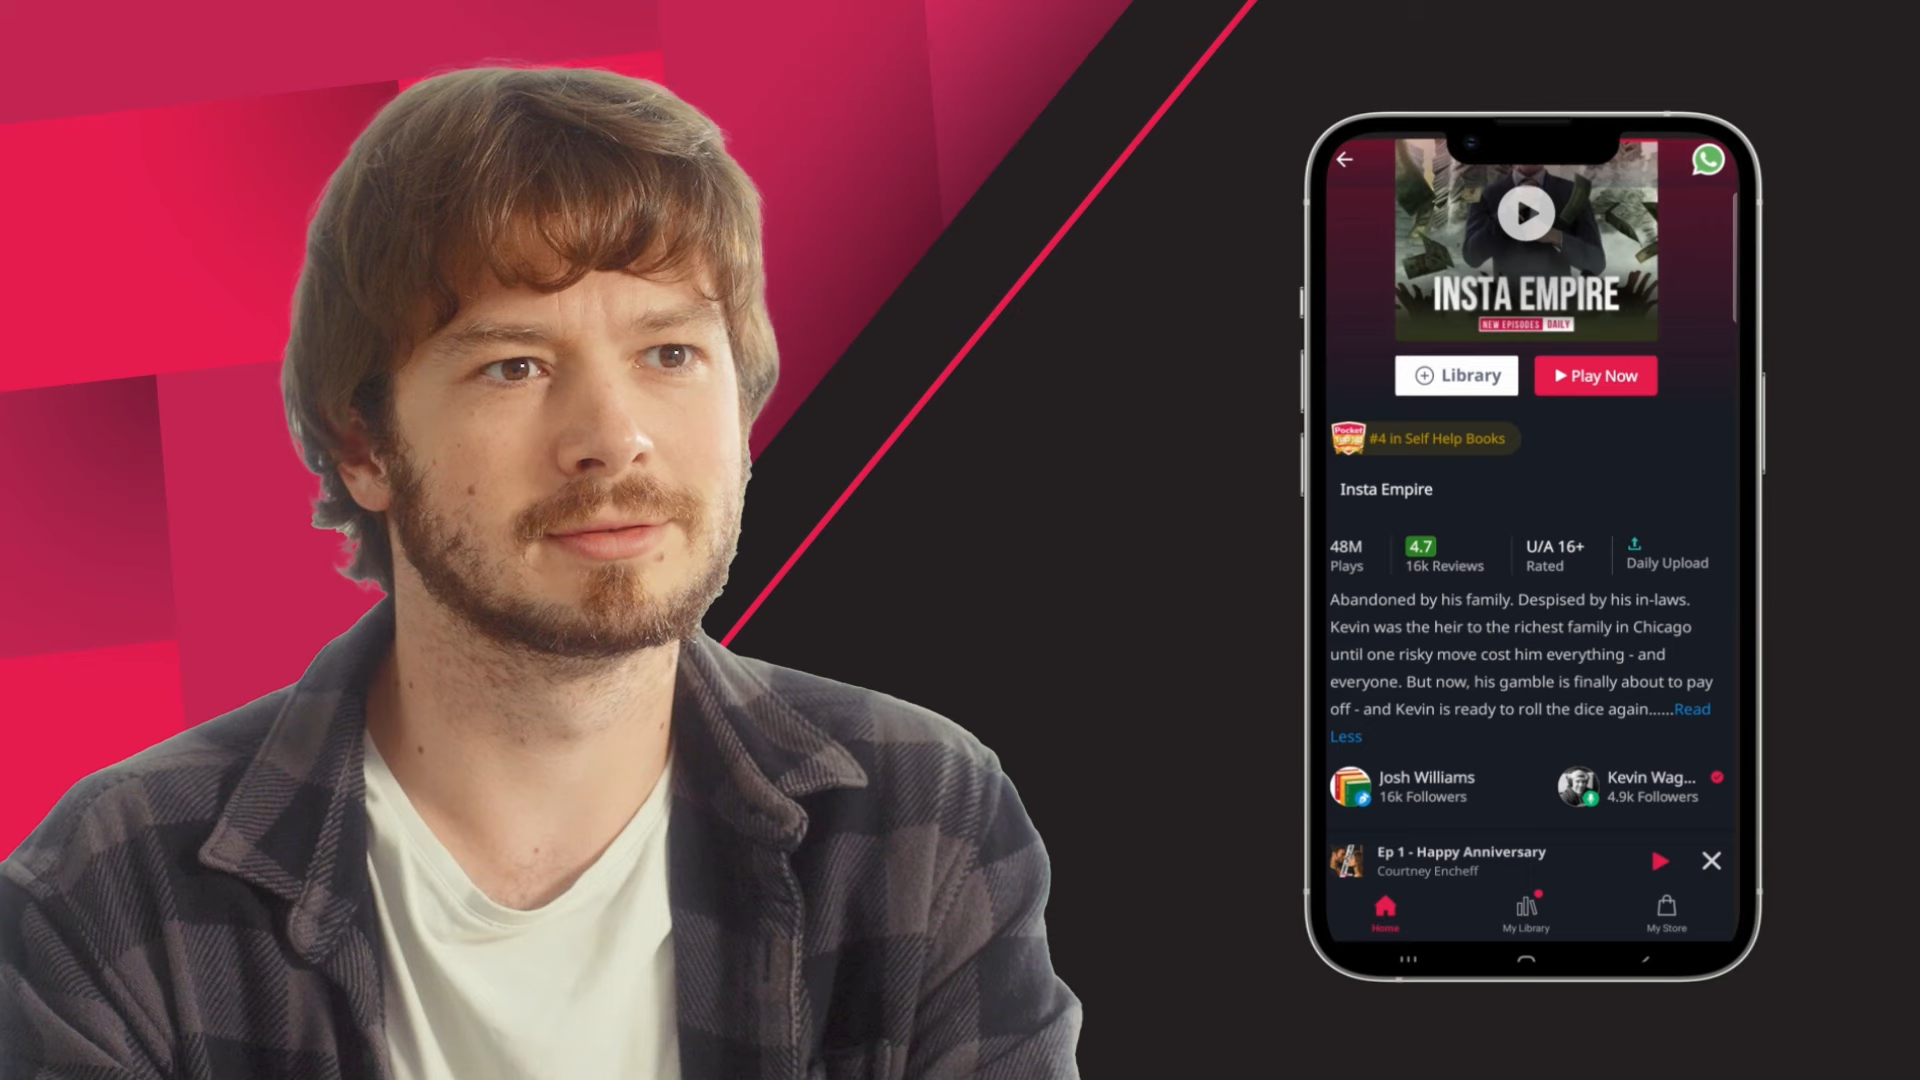 INSTA EMPIRE
NEW EPISODES DAILY
Library
Play Now
Pocket
#4 in Self Help Books
Insta Empire
48M
Plays
4.7
16k Reviews
U/A 16+
Rated
Daily Upload
Abandoned by his family. Despised by his in-laws.
Kevin was the heir to the richest family in Chicago
until one risky move cost him everything - and
everyone. But now, his gamble is finally about to pay
off - and Kevin is ready to roll the dice again......Read
Less
Josh Williams
16k Followers
Kevin Wag...
4.9k Followers
Ep 1 - Happy Anniversary
Courtney Encheff
Home
My Library
My Store